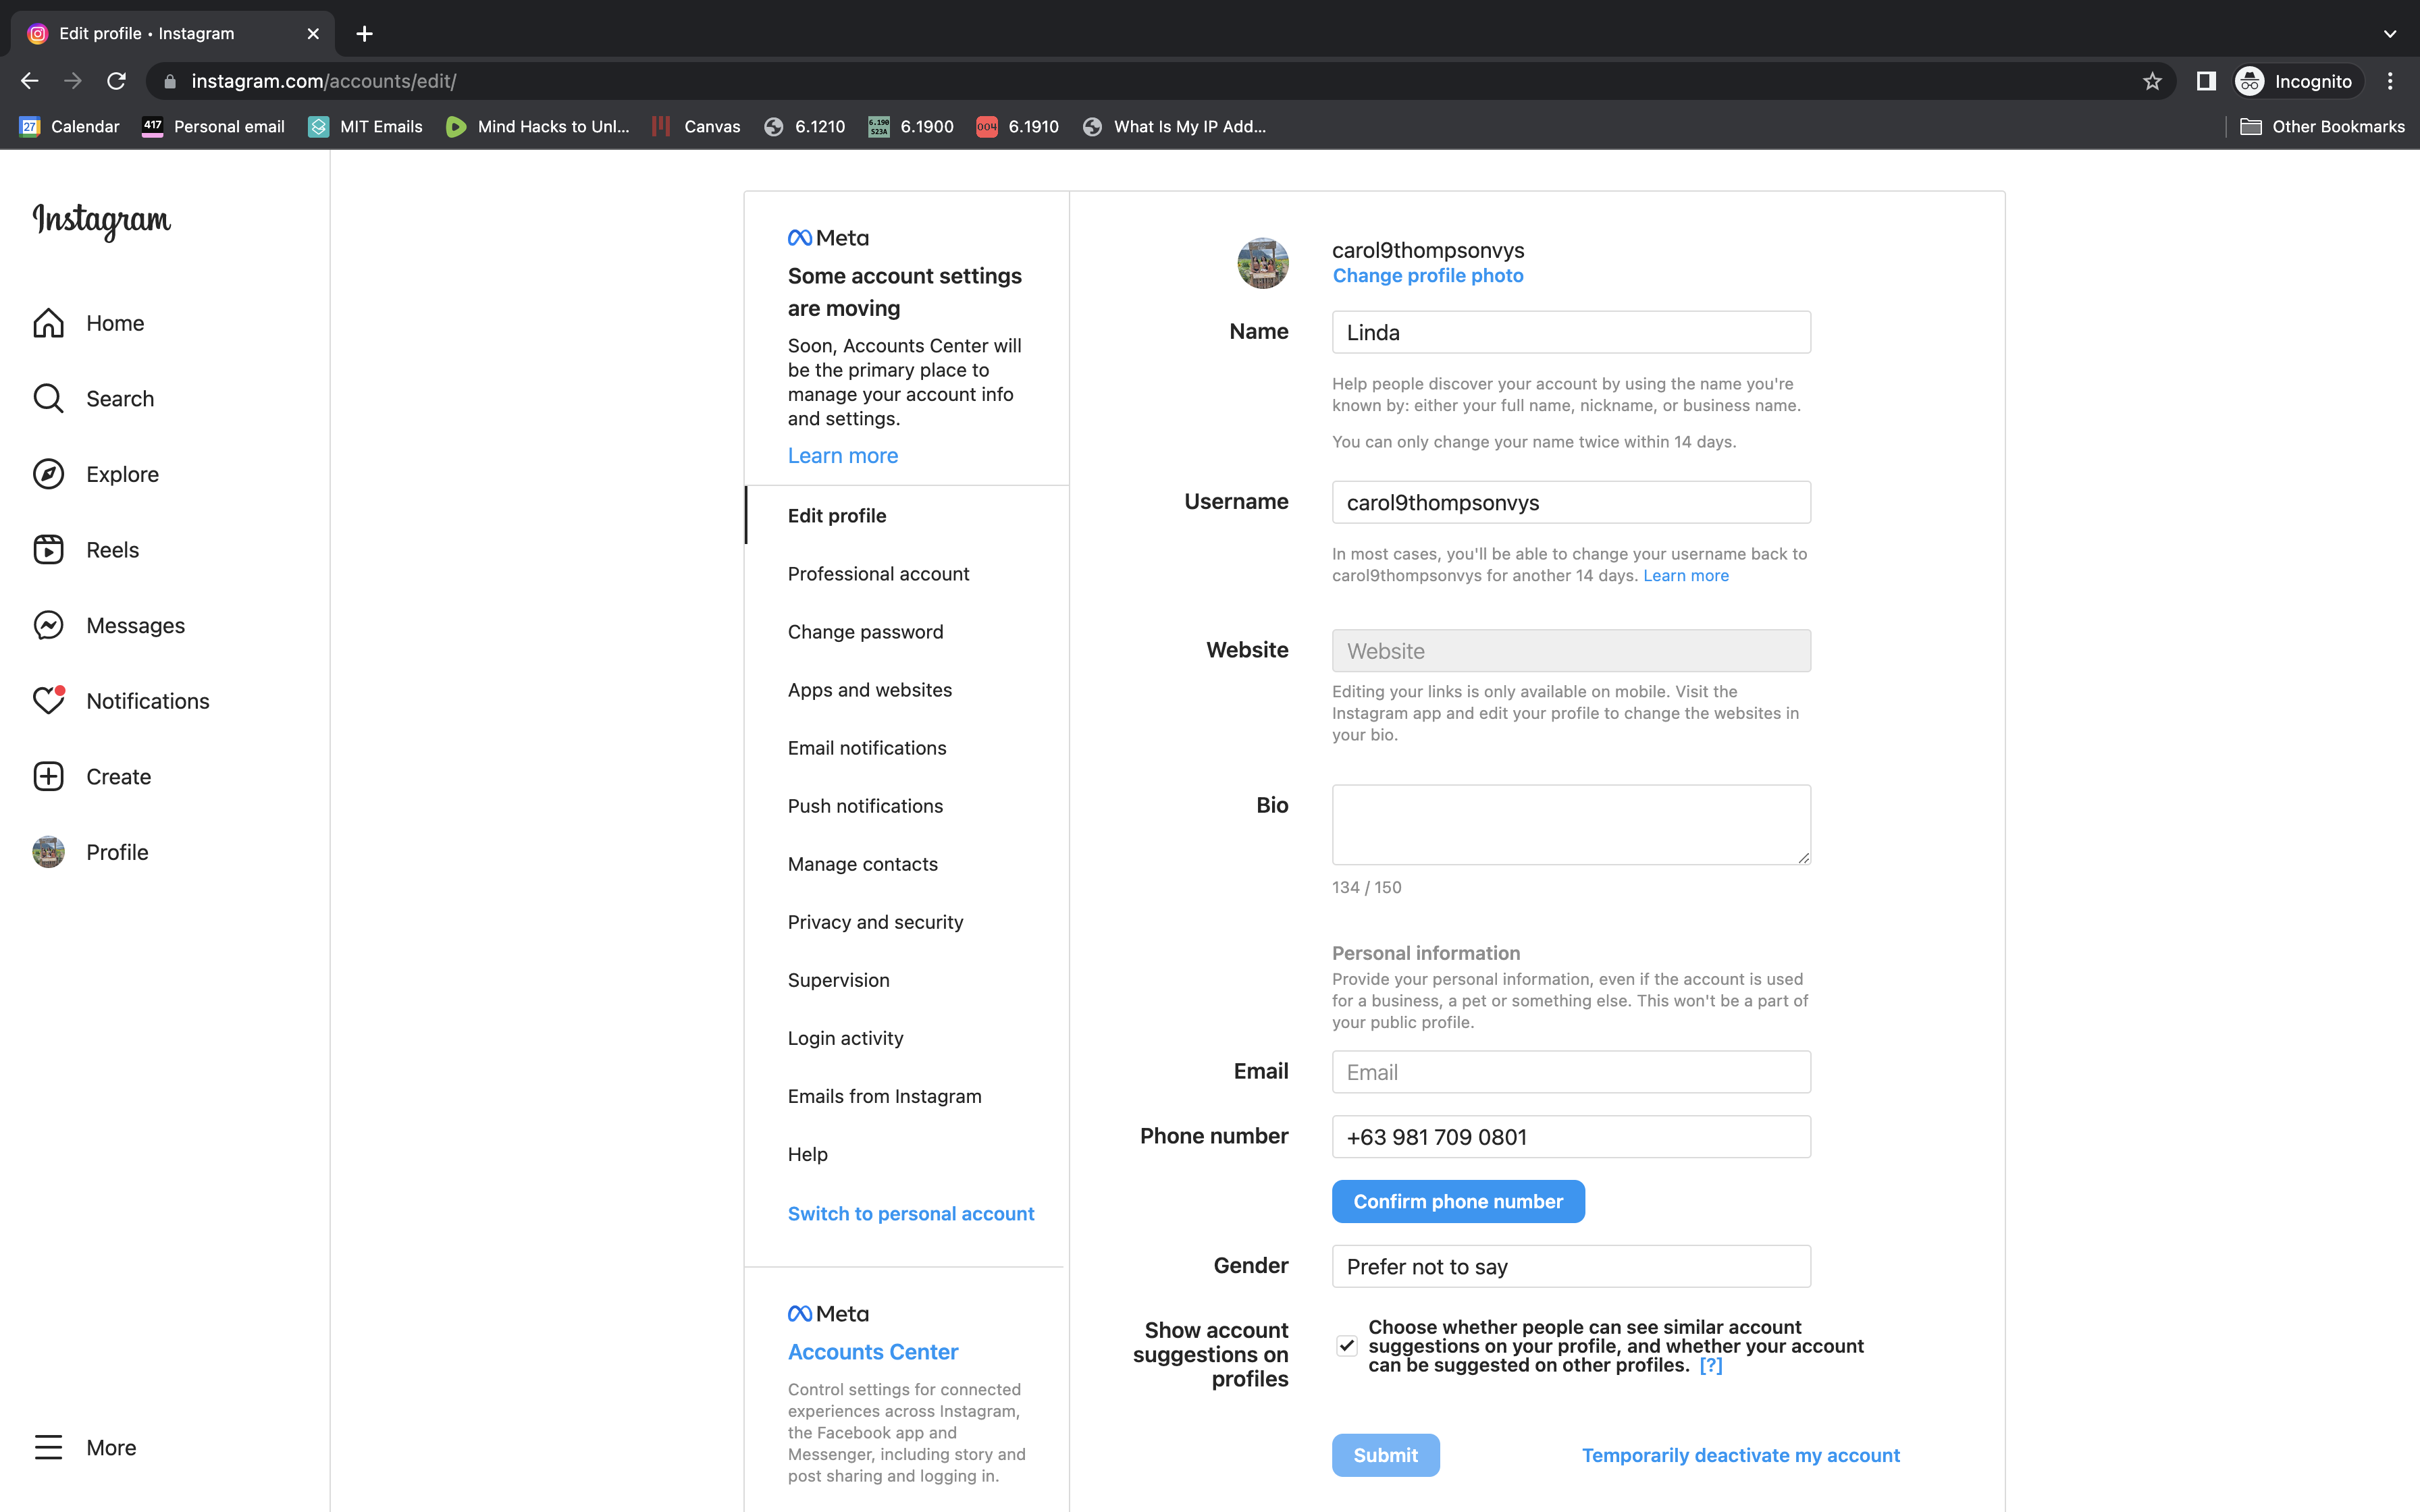 Edit profile • Instagram
instagram.com/accounts/edit/
Incognito
27 Calendar
417 Personal email
MIT Emails
Mind Hacks to Unl...
Canvas
6.1210
6.190 S23A 6.1900
004 6.1910
What Is My IP Add...
Other Bookmarks
Instagram
Home
Search
Explore
Reels
Messages
Notifications
Create
Profile
More
Meta
Some account settings
are moving
Soon, Accounts Center will
be the primary place to
manage your account info
and settings.
Learn more
Edit profile
Professional account
Change password
Apps and websites
Email notifications
Push notifications
Manage contacts
Privacy and security
Supervision
Login activity
Emails from Instagram
Help
Switch to personal account
Meta
Accounts Center
Control settings for connected
experiences across Instagram,
the Facebook app and
Messenger, including story and
post sharing and logging in.
carol9thompsonvys
Change profile photo
Name
Linda
Help people discover your account by using the name you're
known by: either your full name, nickname, or business name.
You can only change your name twice within 14 days.
Username
carol9thompsonvys
In most cases, you'll be able to change your username back to
carol9thompsonvys for another 14 days. Learn more
Website
Website
Editing your links is only available on mobile. Visit the
Instagram app and edit your profile to change the websites in
your bio.
Bio
134 / 150
Personal information
Provide your personal information, even if the account is used
for a business, a pet or something else. This won't be a part of
your public profile.
Email
Email
Phone number
+63 981 709 0801
Confirm phone number
Gender
Prefer not to say
Show account
suggestions on
profiles
Choose whether people can see similar account
suggestions on your profile, and whether your account
can be suggested on other profiles. [?]
Submit
Temporarily deactivate my account